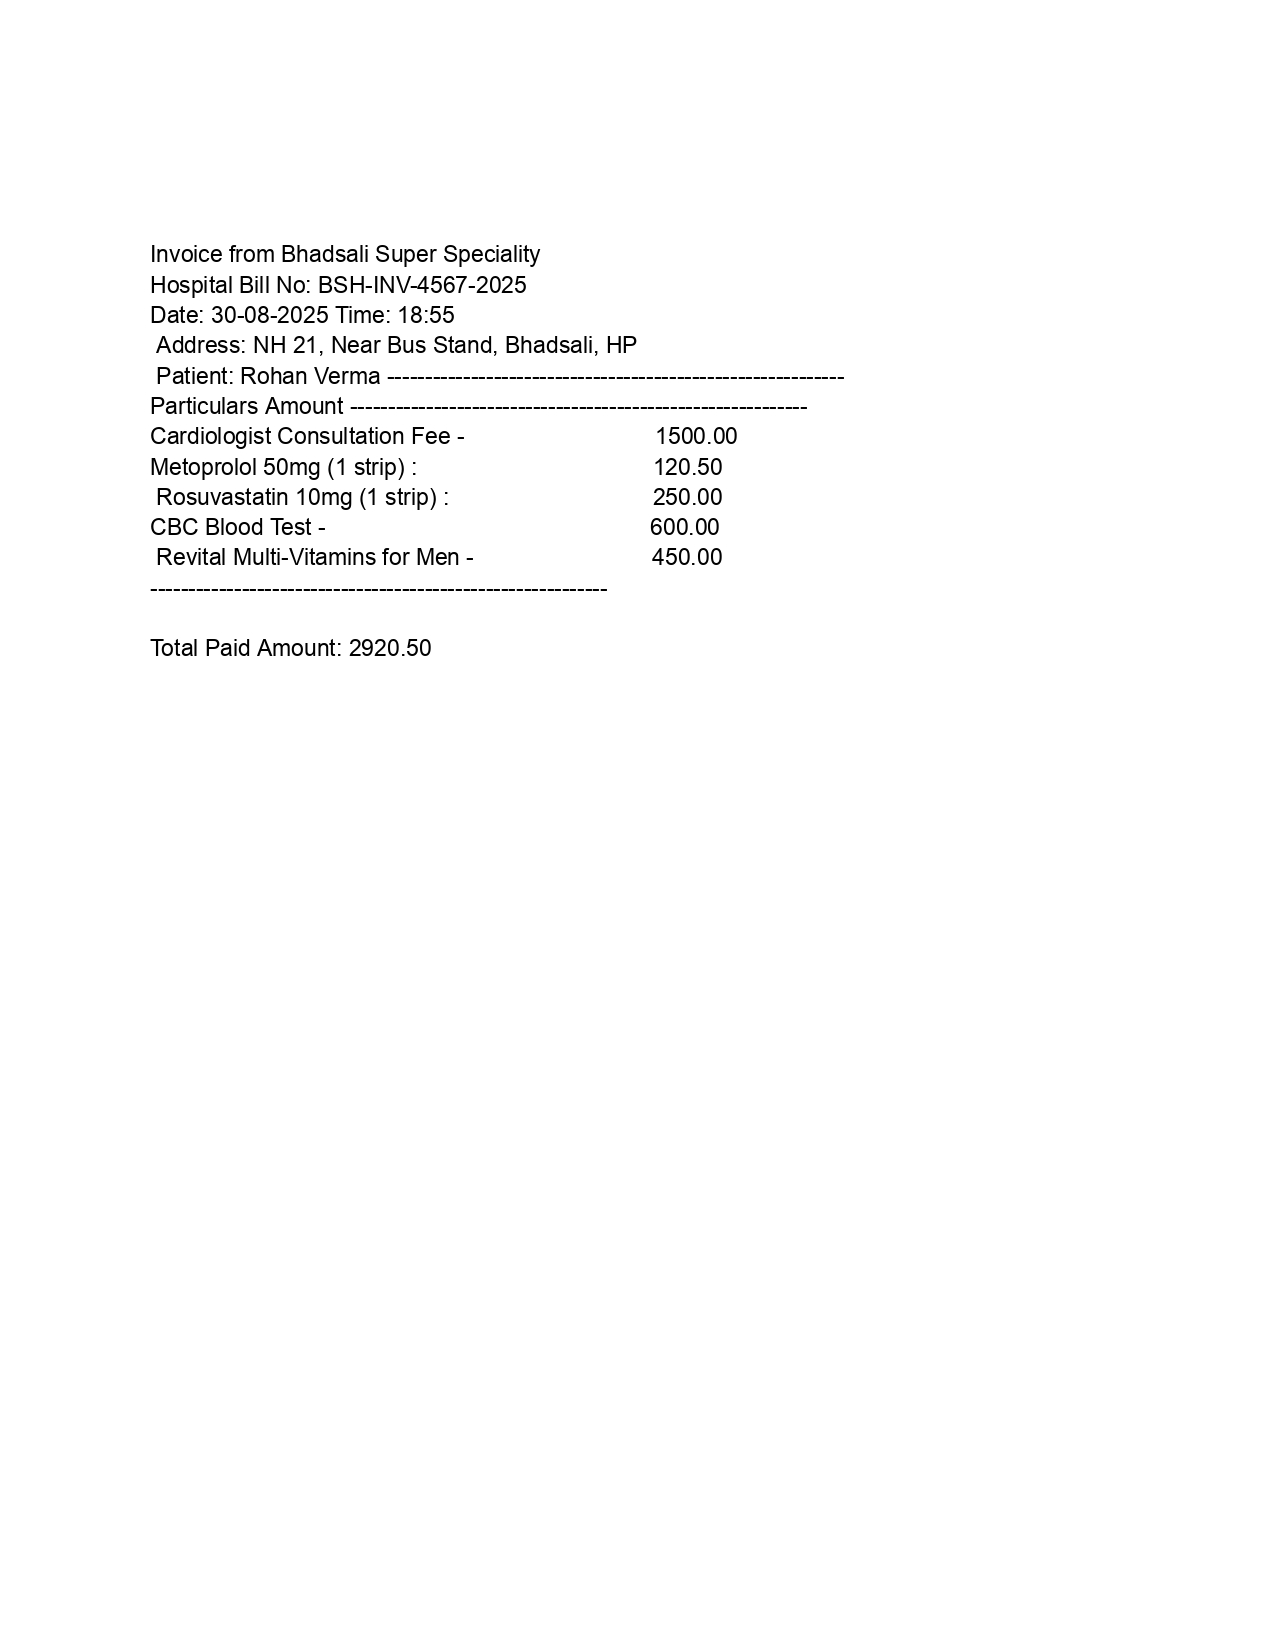 Invoice from Bhadsali Super Speciality
Hospital Bill No: BSH-INV-4567-2025
Date: 30-08-2025 Time: 18:55
Address: NH 21, Near Bus Stand, Bhadsali, HP
Patient: Rohan Verma ------------------------------------------------------------
Particulars Amount ------------------------------------------------------------
Cardiologist Consultation Fee - 1500.00
Metoprolol 50mg (1 strip) : 120.50
Rosuvastatin 10mg (1 strip) : 250.00
CBC Blood Test - 600.00
Revital Multi-Vitamins for Men - 450.00
------------------------------------------------------------
Total Paid Amount: 2920.50